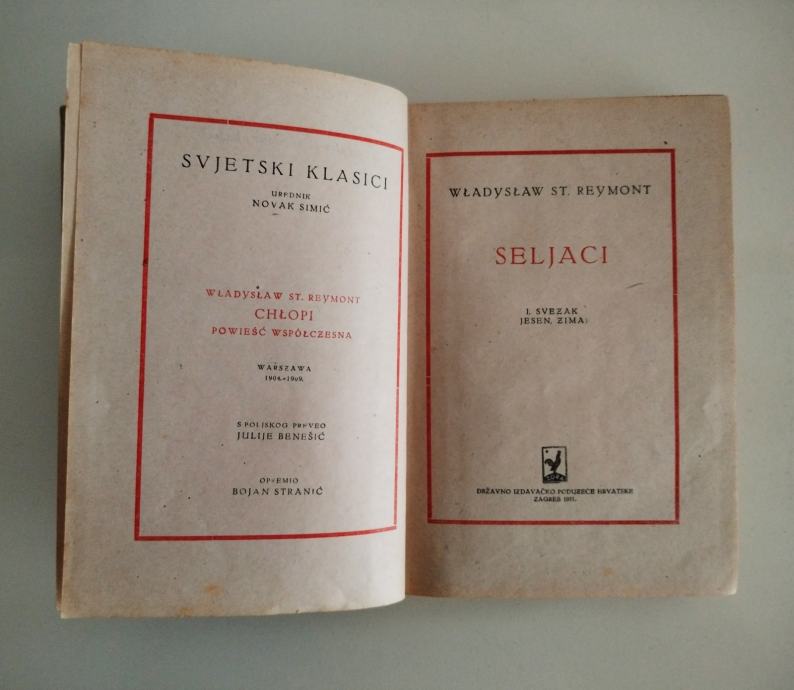 SVJETSKI KLASICI
UREDNIK
NOVAK SIMIĆ
WŁADYSŁAW ST. REYMONT
CHŁOPI
POWIEŚĆ WSPÓŁCZESNA
WARSZAWA
1904.-1909.
S POLJSKOG PREVEO
JULIJE BENEŠIĆ
OPREMIO
BOJAN STRANIĆ
WŁADYSŁAW ST. REYMONT
SELJACI
I. SVEZAK
JESEN, ZIMA
ZORA
DRŽAVNO IZDAVAČKO PODUZEĆE HRVATSKE
ZAGREB